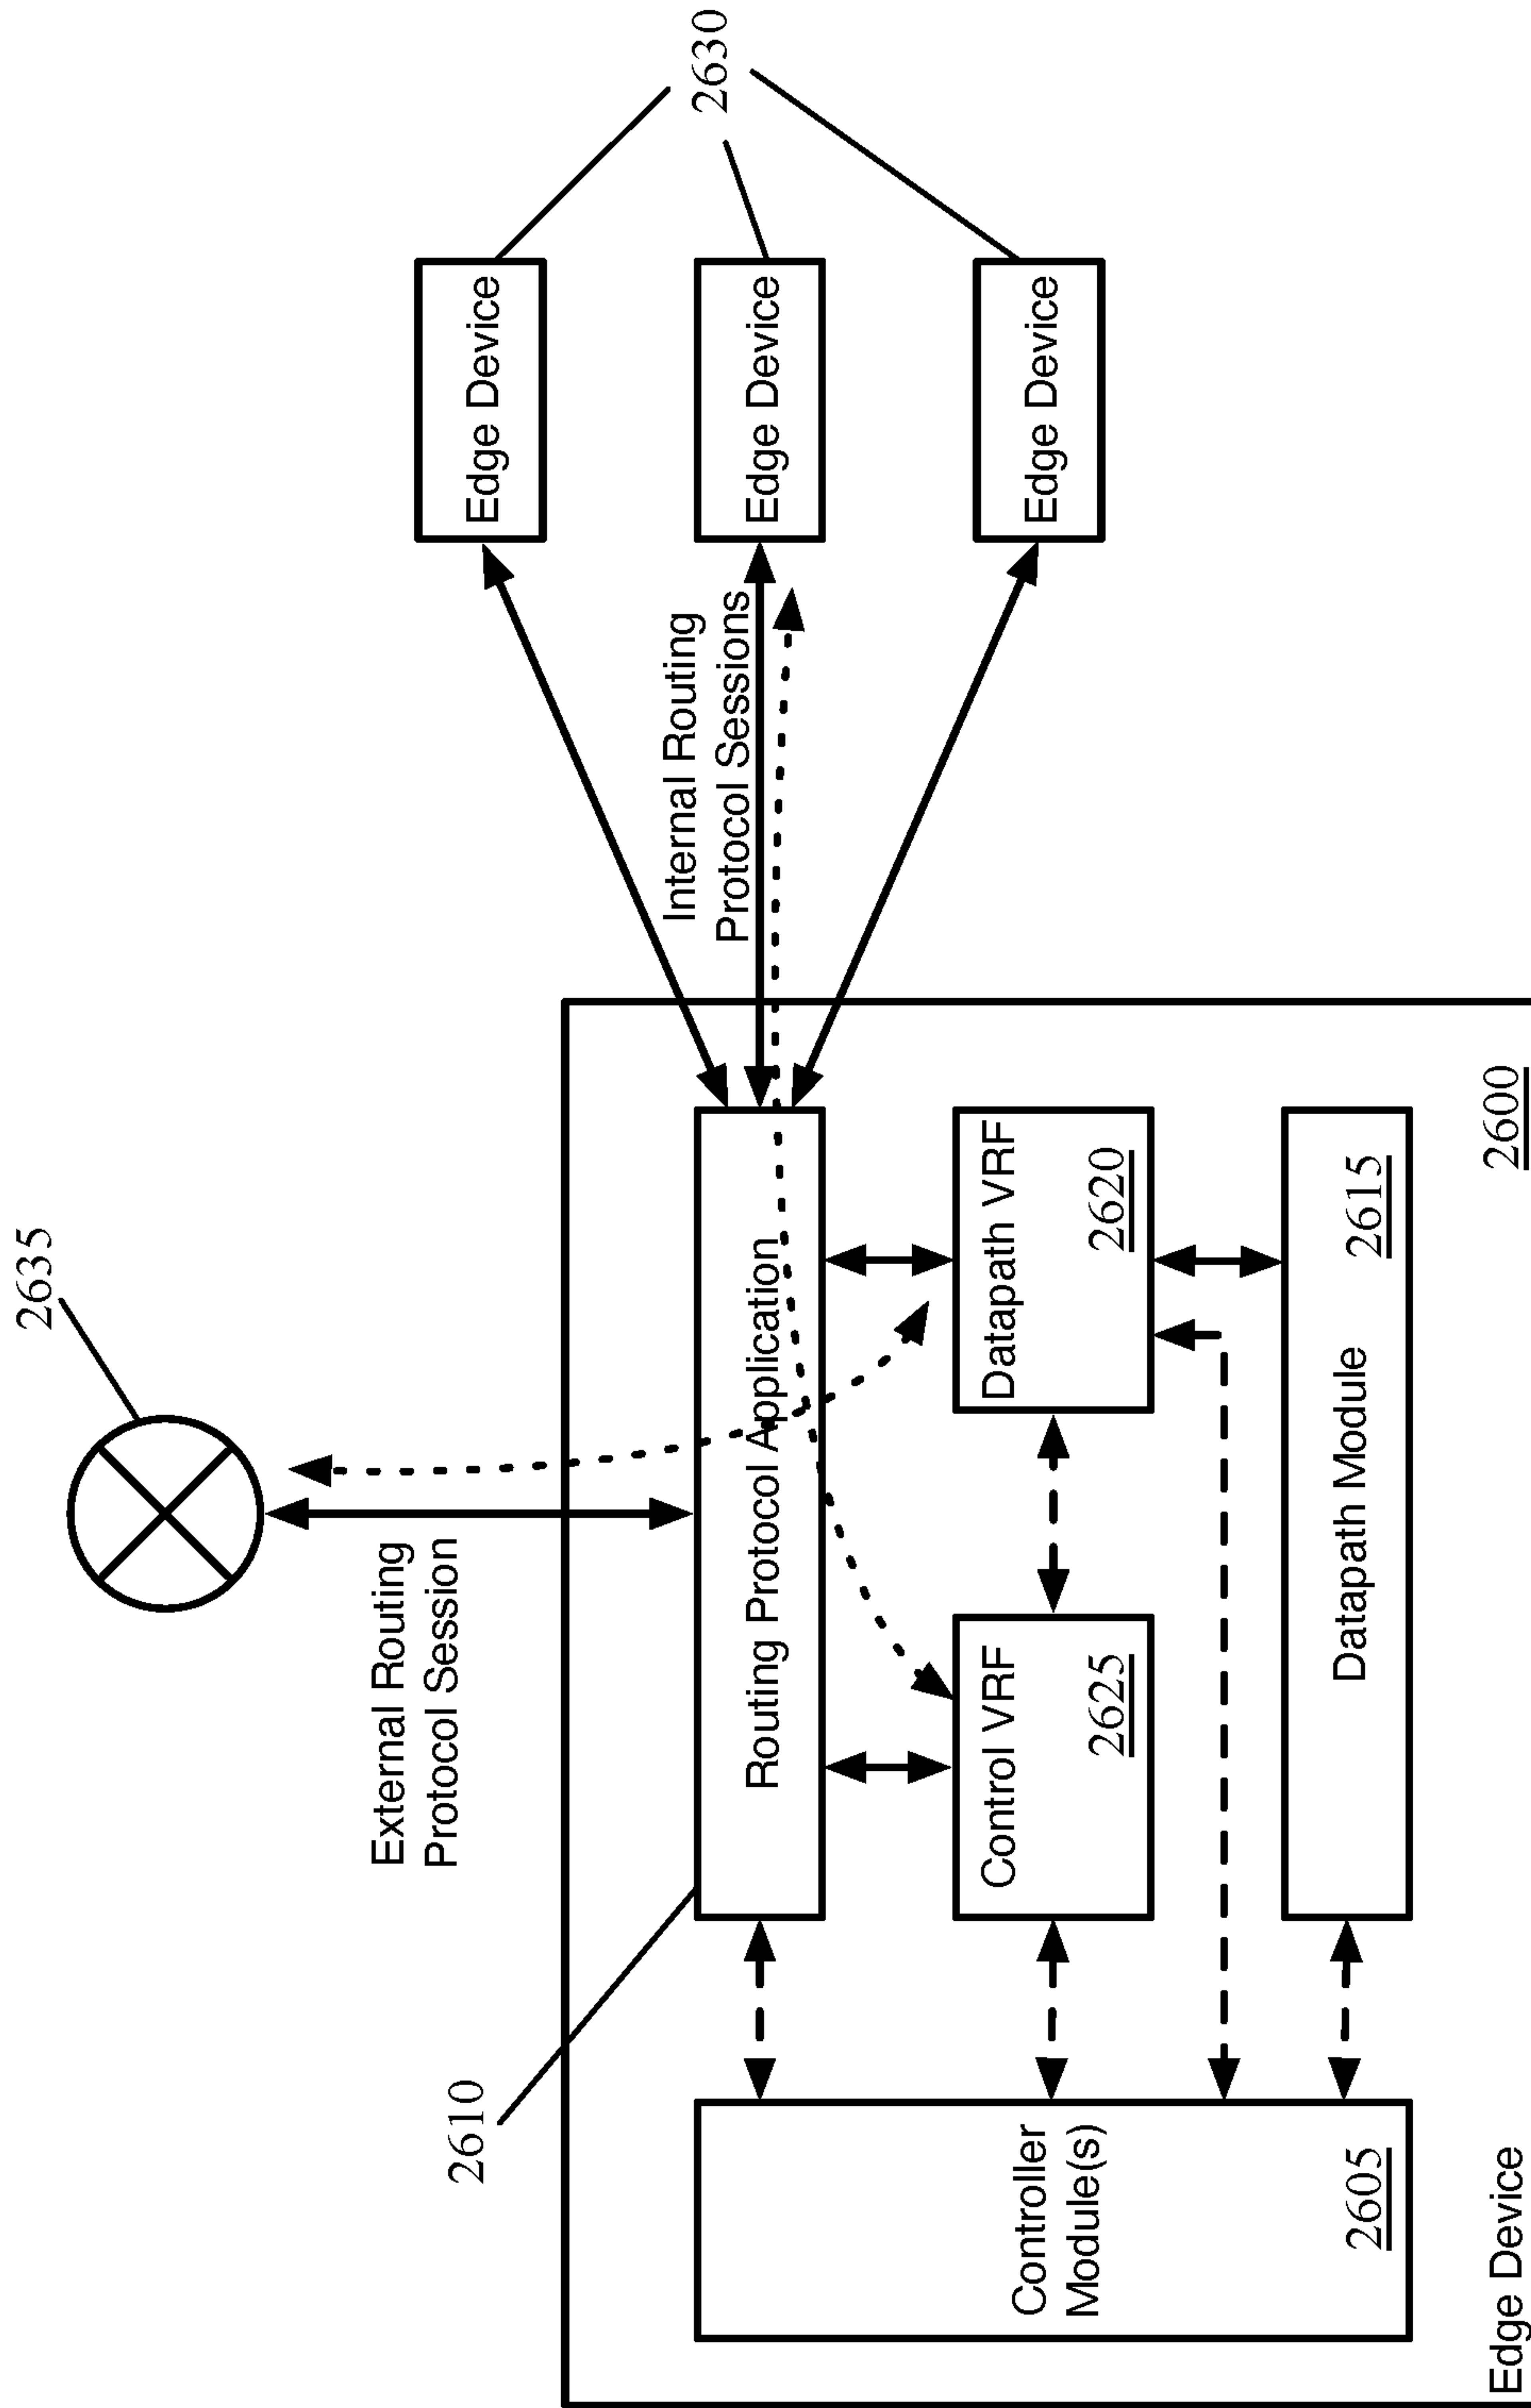 2635
External Routing
Protocol Session
2610
Routing Protocol Application
Internal Routing
Protocol Sessions
Edge Device
Edge Device
Edge Device
2630
Controller
Module(s)
2605
Control VRF
2625
Datapath VRF
2620
Datapath Module
2615
Edge Device
2600